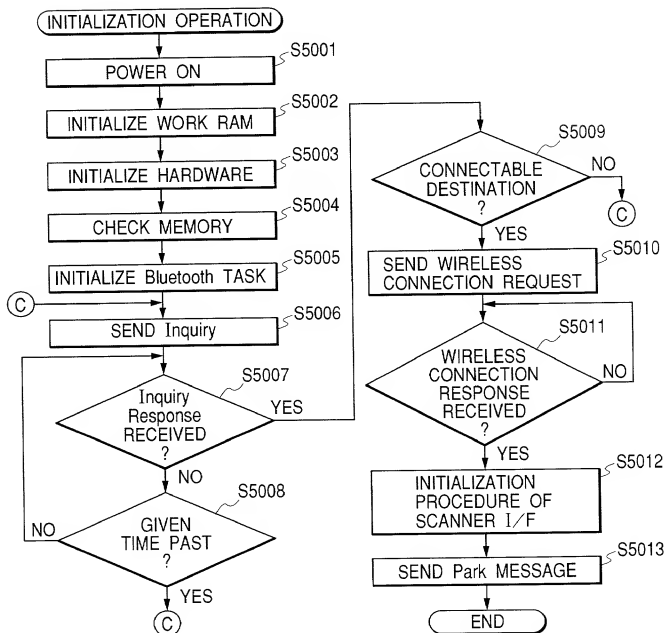 INITIALIZATION OPERATION
S5001
POWER ON
S5002
INITIALIZE WORK RAM
S5003
INITIALIZE HARDWARE
S5004
CHECK MEMORY
S5005
INITIALIZE Bluetooth TASK
C
S5006
SEND Inquiry
S5007
Inquiry
Response
RECEIVED
?
YES
NO
S5008
GIVEN
TIME PAST
?
NO
YES
C
S5009
CONNECTABLE
DESTINATION
?
NO
C
YES
S5010
SEND WIRELESS
CONNECTION REQUEST
S5011
WIRELESS
CONNECTION
RESPONSE
RECEIVED
?
NO
YES
S5012
INITIALIZATION
PROCEDURE OF
SCANNER I/F
S5013
SEND Park MESSAGE
END